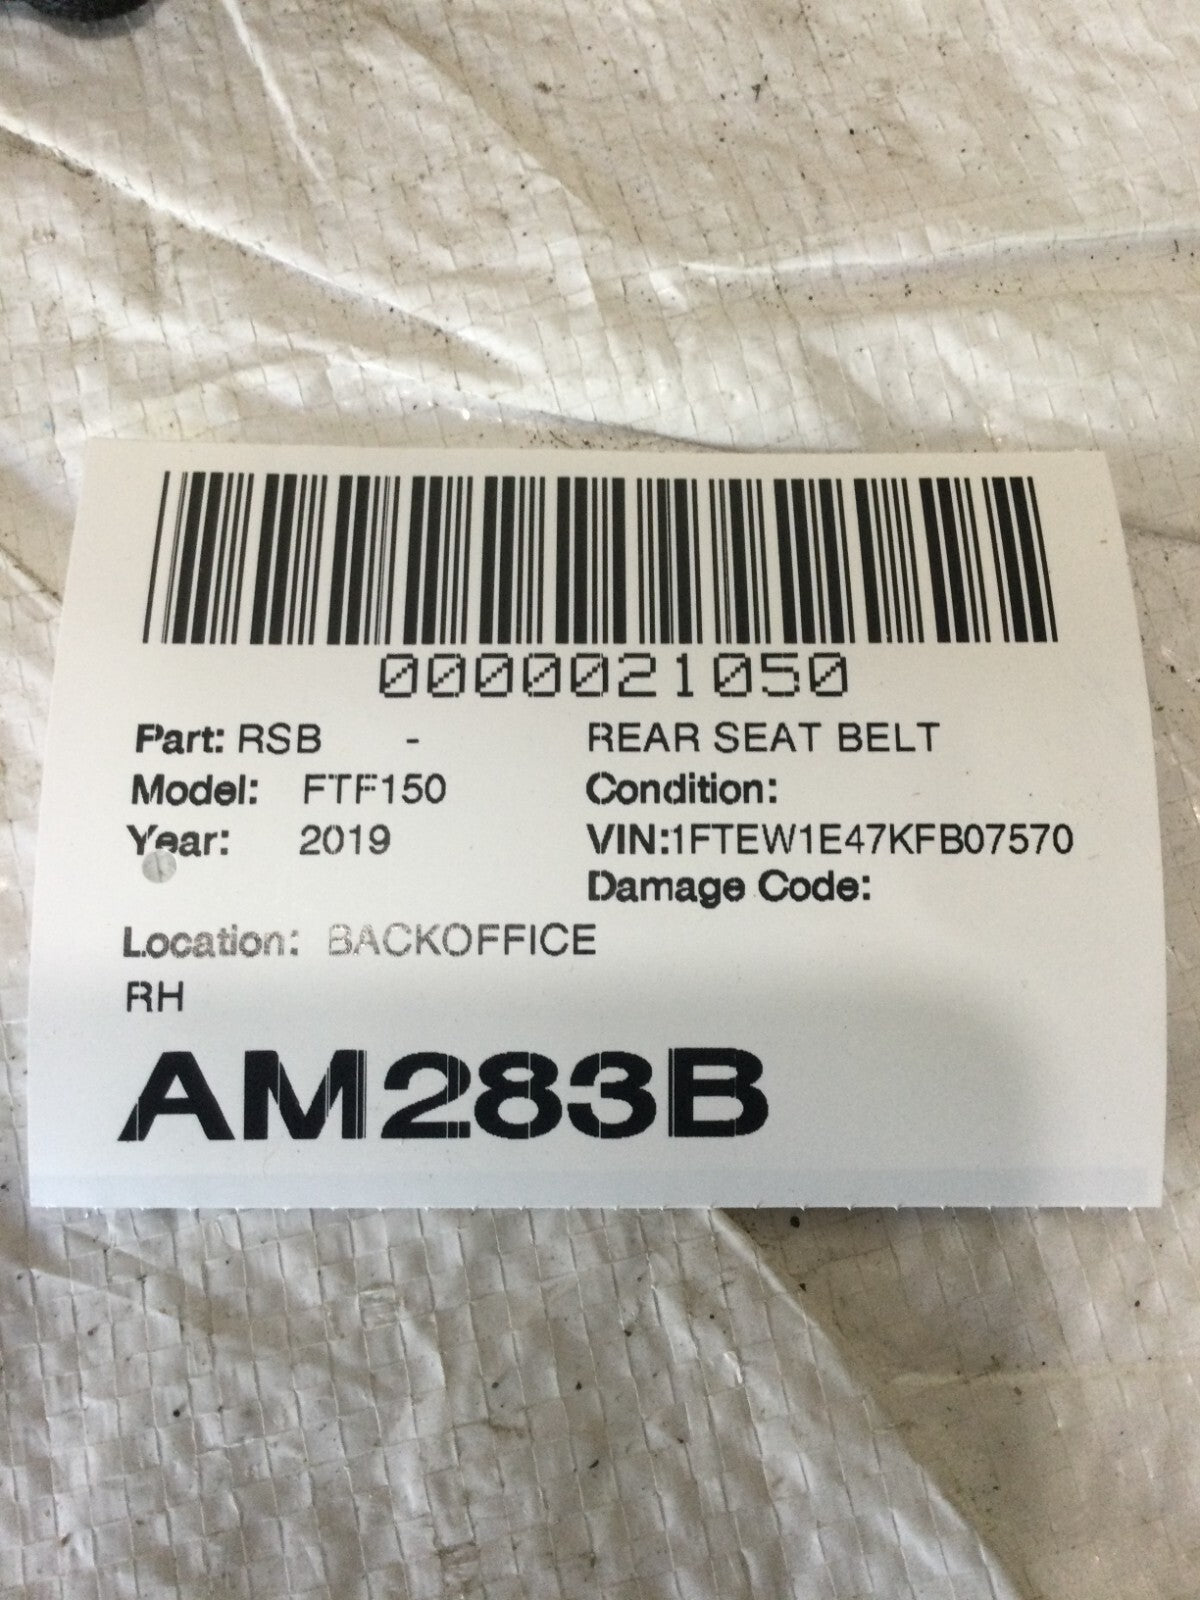 0000021050
Part: RSB - REAR SEAT BELT
Model: FTF150 Condition:
Year: 2019 VIN:1FTEW1E47KFB07570
Damage Code:
Location: BACKOFFICE
RH
AM283B